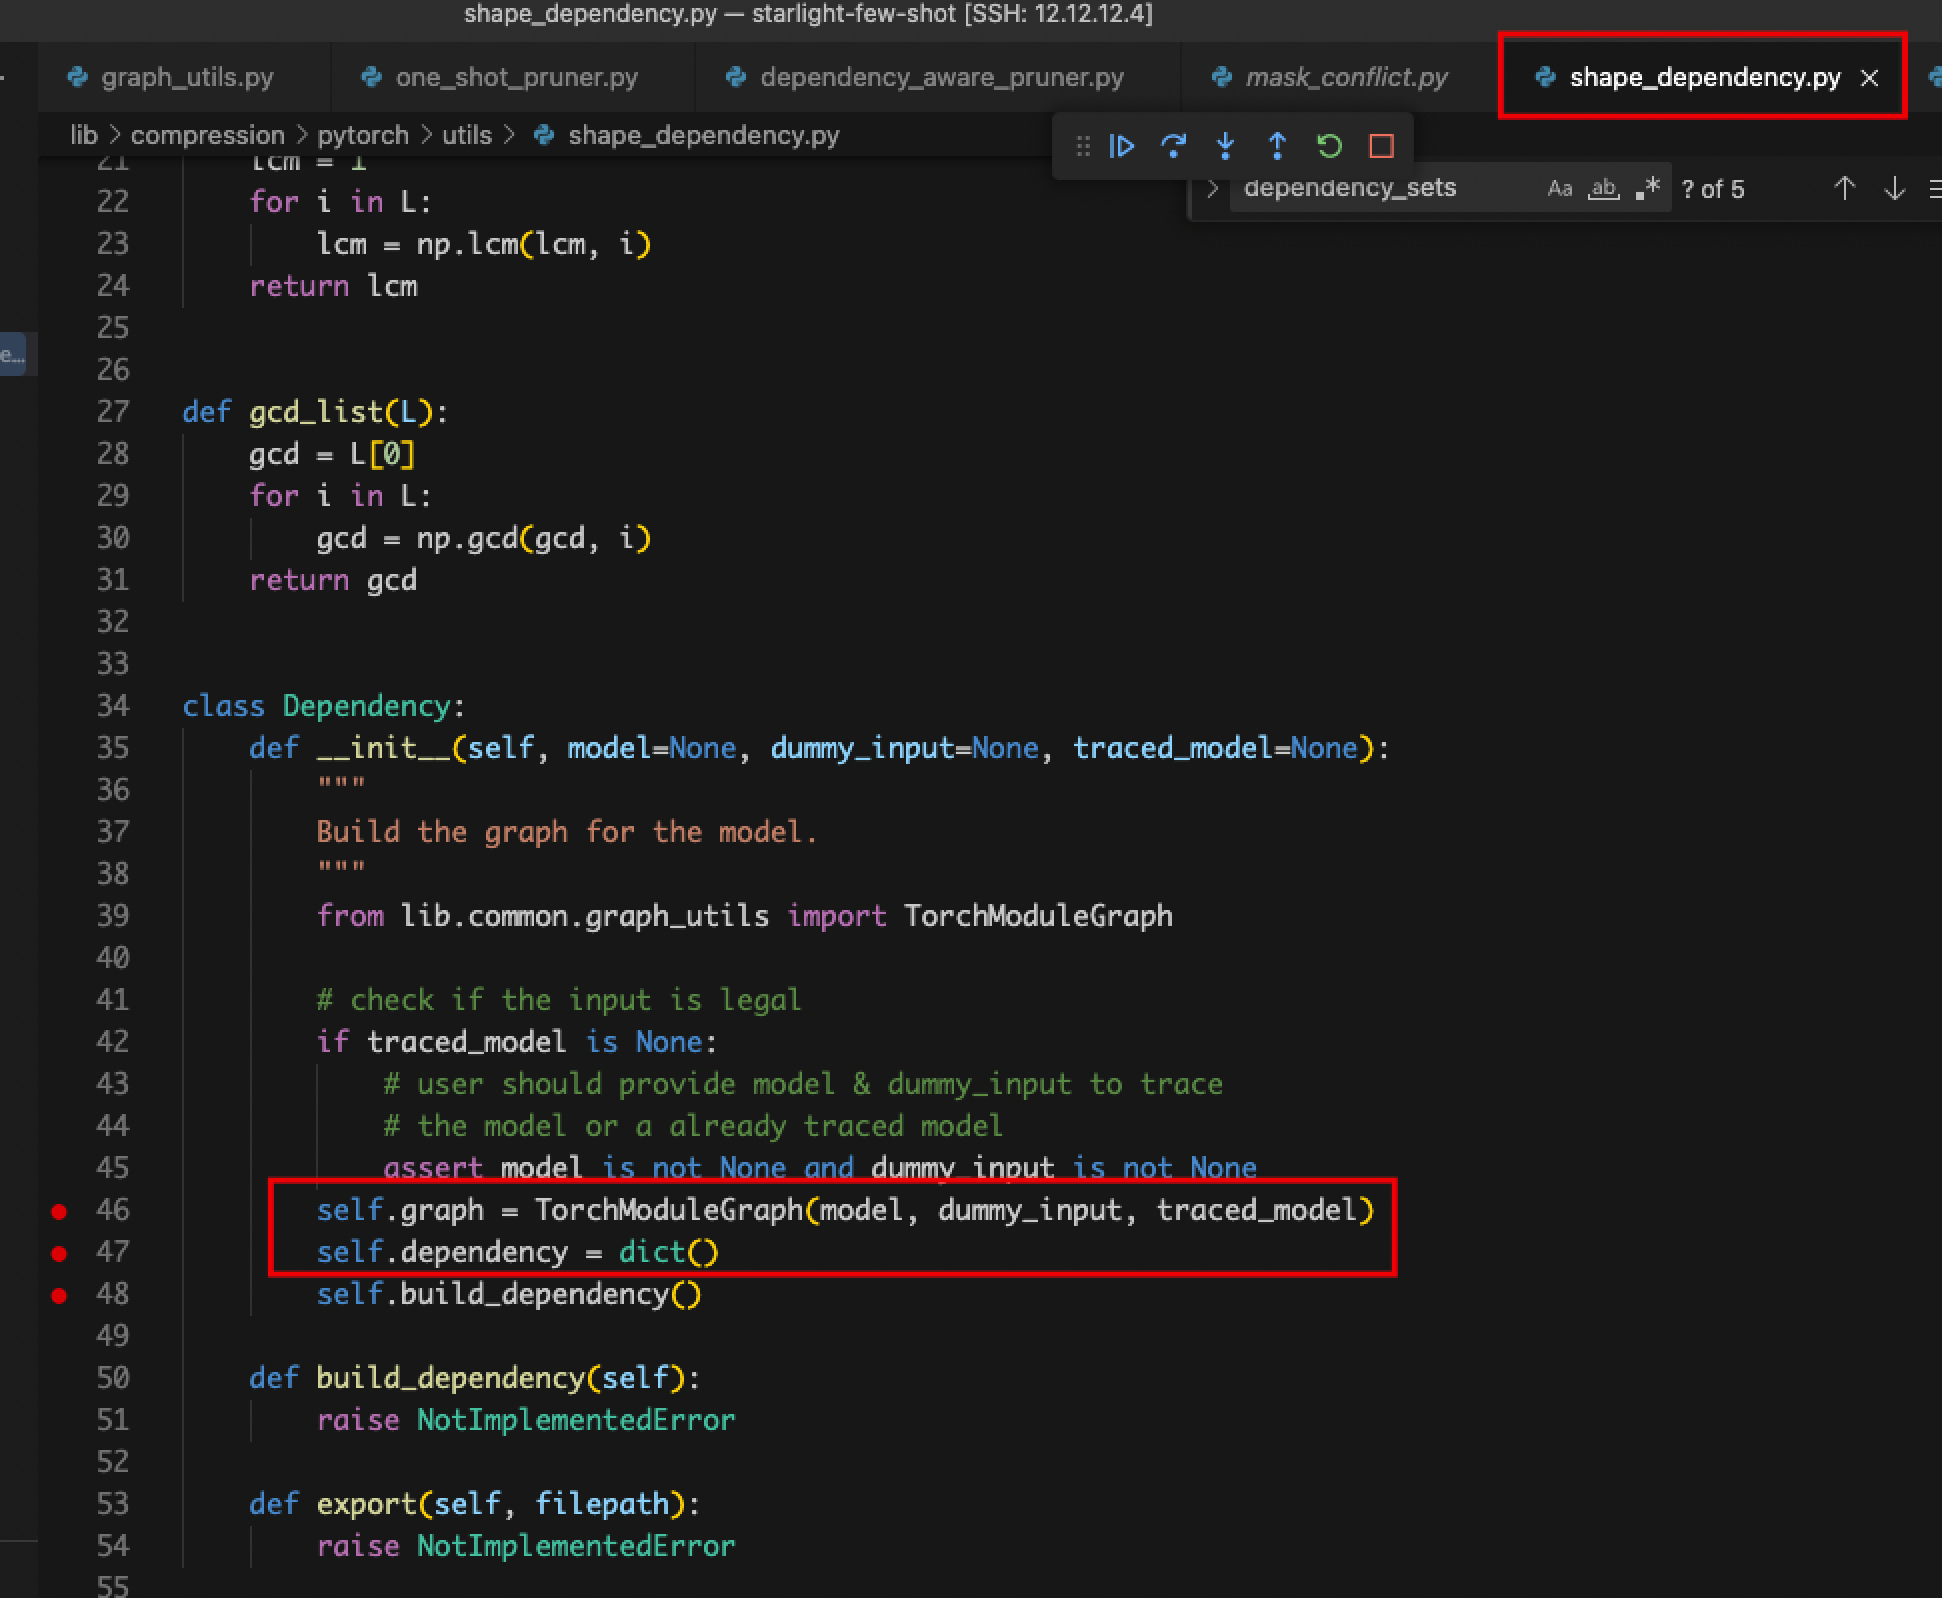 shape_dependency.py — starlight-few-shot [SSH: 12.12.12.4]
graph_utils.py one_shot_pruner.py dependency_aware_pruner.py mask_conflict.py shape_dependency.py ×
lib > compression > pytorch > utils > shape_dependency.py
> dependency_sets Aa ab .* ? of 5
21 lcm = 1
22 for i in L:
23 lcm = np.lcm(lcm, i)
24 return lcm
25
26
e...
27 def gcd_list(L):
28 gcd = L[0]
29 for i in L:
30 gcd = np.gcd(gcd, i)
31 return gcd
32
33
34 class Dependency:
35 def __init__(self, model=None, dummy_input=None, traced_model=None):
36 """
37 Build the graph for the model.
38 """
39 from lib.common.graph_utils import TorchModuleGraph
40
41 # check if the input is legal
42 if traced_model is None:
43 # user should provide model & dummy_input to trace
44 # the model or a already traced model
45 assert model is not None and dummy_input is not None
46 self.graph = TorchModuleGraph(model, dummy_input, traced_model)
47 self.dependency = dict()
48 self.build_dependency()
49
50 def build_dependency(self):
51 raise NotImplementedError
52
53 def export(self, filepath):
54 raise NotImplementedError
55